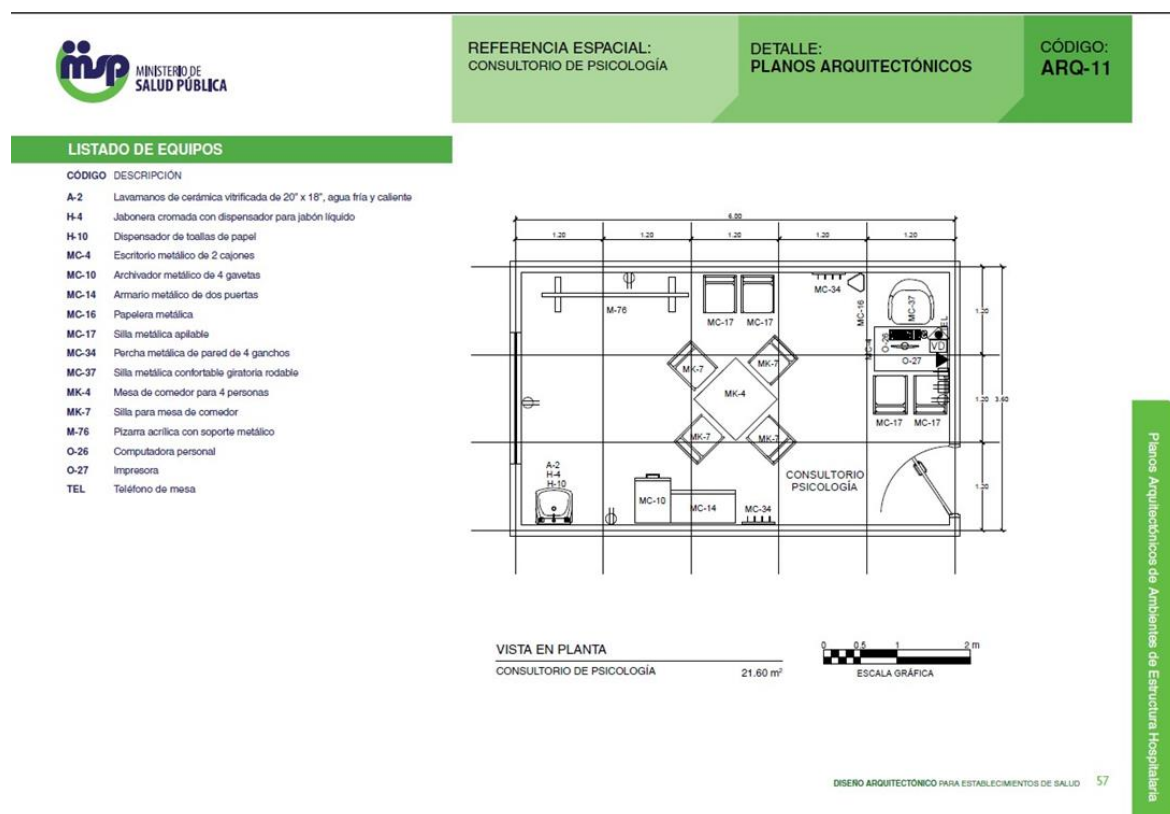 msp MINISTERIO DE
SALUD PÚBLICA
REFERENCIA ESPACIAL:
CONSULTORIO DE PSICOLOGÍA
DETALLE:
PLANOS ARQUITECTÓNICOS
CÓDIGO:
ARQ-11
LISTADO DE EQUIPOS
CÓDIGO DESCRIPCIÓN
A-2 Lavamanos de cerámica vitrificada de 20" x 18", agua fría y caliente
H-4 Jabonera cromada con dispensador para jabón líquido
H-10 Dispensador de toallas de papel
MC-4 Escritorio metálico de 2 cajones
MC-10 Archivador metálico de 4 gavetas
MC-14 Armario metálico de dos puertas
MC-16 Papelera metálica
MC-17 Silla metálica apilable
MC-34 Percha metálica de pared de 4 ganchos
MC-37 Silla metálica confortable giratoria rodable
MK-4 Mesa de comedor para 4 personas
MK-7 Silla para mesa de comedor
M-76 Pizarra acrílica con soporte metálico
O-26 Computadora personal
O-27 Impresora
TEL Teléfono de mesa
6.00
1.20 1.20 1.20 1.20 1.20
M-76
MC-17 MC-17
MC-34
MC-16
MC-37
TEL
1.20
MC-4
O-26
VD
O-27
MK-7 MK-7
MK-4
MC-17 MC-17
1.20 3.60
MK-7 MK-7
A-2
H-4
H-10
MC-10
MC-14
MC-34
CONSULTORIO
PSICOLOGÍA
1.20
VISTA EN PLANTA
CONSULTORIO DE PSICOLOGÍA 21.60 m²
0 0.5 1 2 m
ESCALA GRÁFICA
Planos Arquitectónicos de Ambientes de Estructura Hospitalaria
DISEÑO ARQUITECTÓNICO PARA ESTABLECIMIENTOS DE SALUD 57